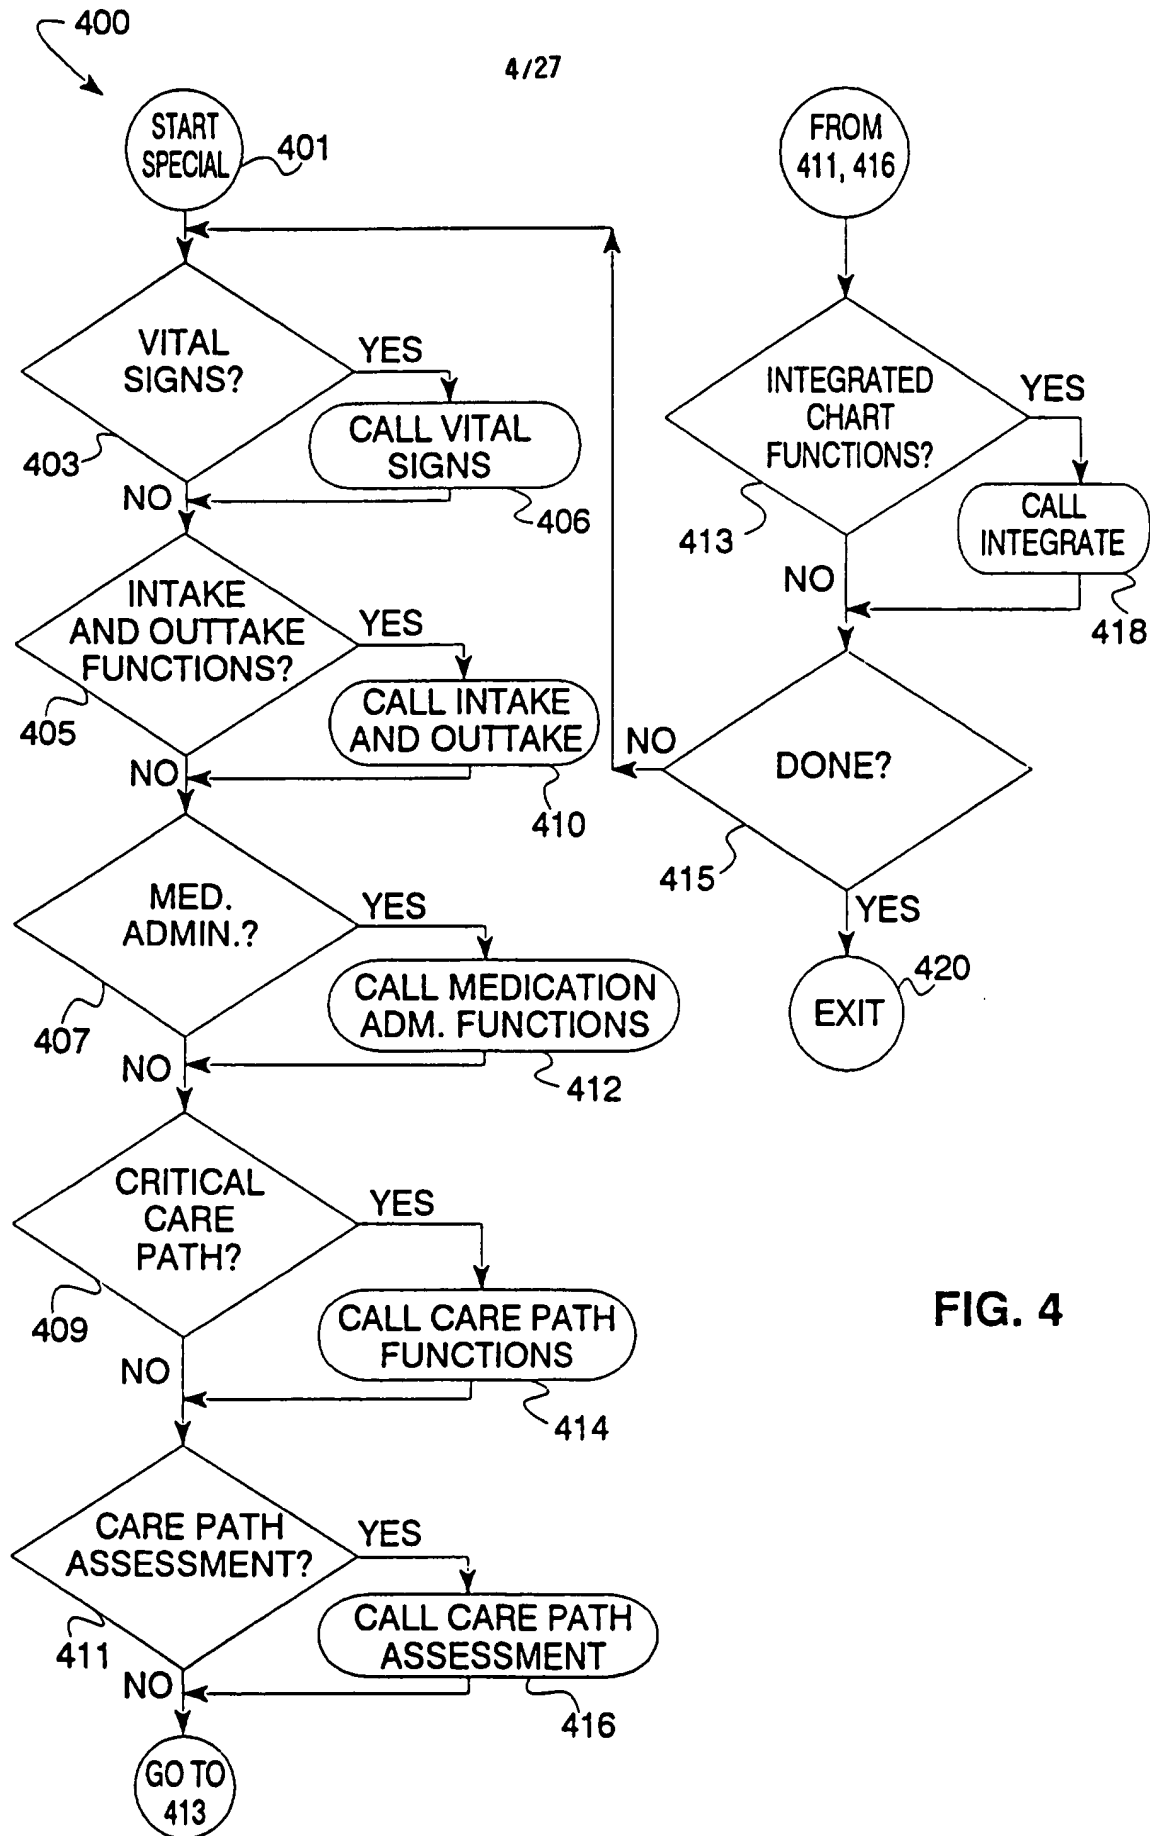 400
4/27
START
SPECIAL
401
VITAL
SIGNS?
YES
403
CALL VITAL
SIGNS
NO
406
INTAKE
AND OUTTAKE
FUNCTIONS?
YES
405
CALL INTAKE
AND OUTTAKE
NO
410
MED.
ADMIN.?
YES
407
CALL MEDICATION
ADM. FUNCTIONS
NO
412
CRITICAL
CARE
PATH?
YES
409
CALL CARE PATH
FUNCTIONS
NO
414
CARE PATH
ASSESSMENT?
YES
411
CALL CARE PATH
ASSESSMENT
NO
416
GO TO
413
FROM
411, 416
INTEGRATED
CHART
FUNCTIONS?
YES
413
CALL
INTEGRATE
NO
418
DONE?
NO
415
YES
EXIT
420
FIG. 4